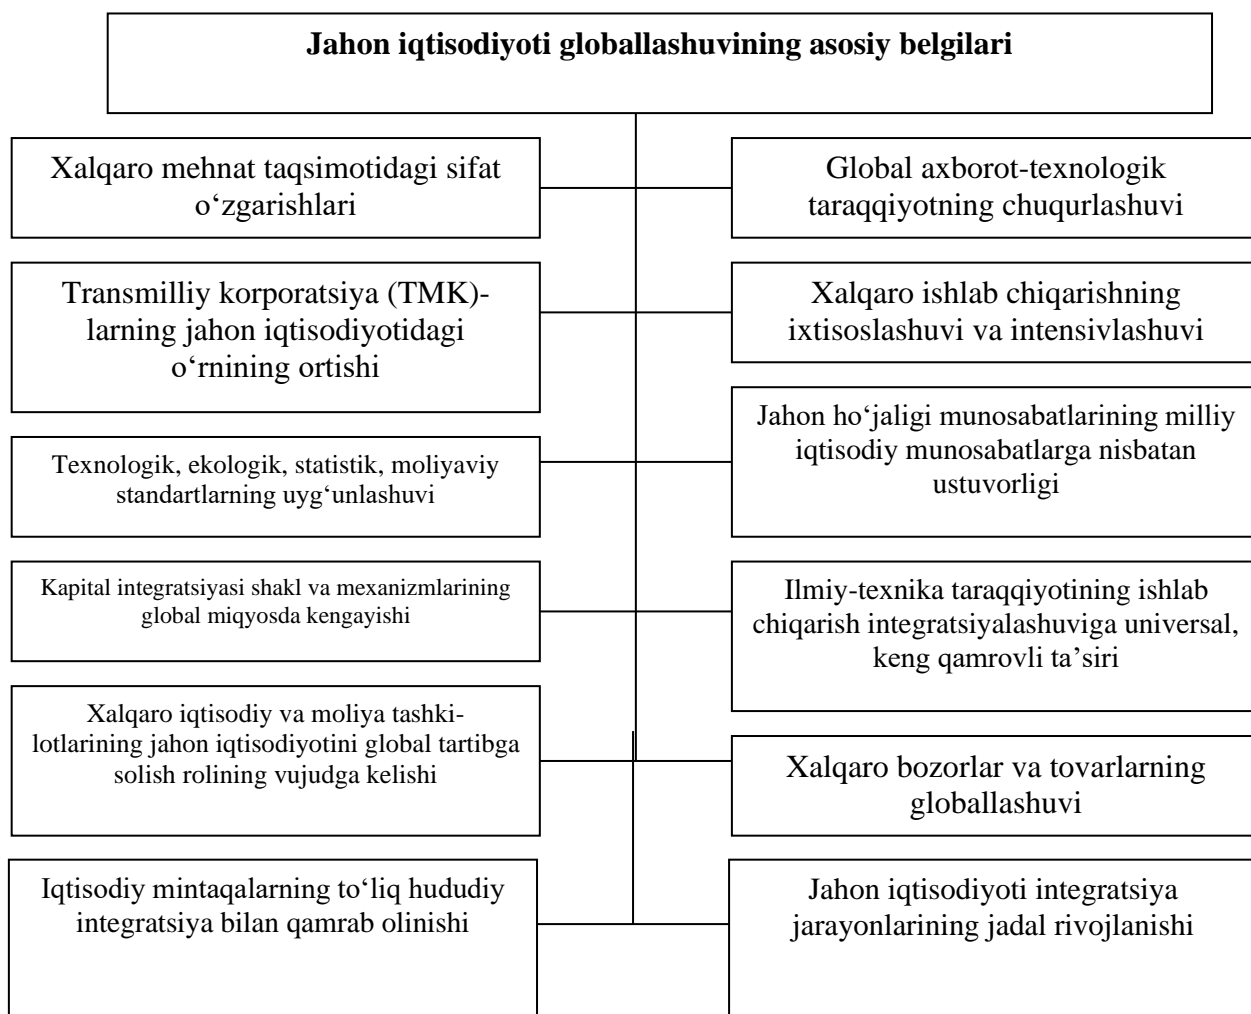 Jahon iqtisodiyoti globallashuvining asosiy belgilari
Xalqaro mehnat taqsimotidagi sifat
o‘zgarishlari
Global axborot-texnologik
taraqqiyotning chuqurlashuvi
Transmilliy korporatsiya (TMK)-
larning jahon iqtisodiyotidagi
o‘rnining ortishi
Xalqaro ishlab chiqarishning
ixtisoslashuvi va intensivlashuvi
Texnologik, ekologik, statistik, moliyaviy
standartlarning uyg‘unlashuvi
Jahon ho‘jaligi munosabatlarining milliy
iqtisodiy munosabatlarga nisbatan
ustuvorligi
Kapital integratsiyasi shakl va mexanizmlarining
global miqyosda kengayishi
Ilmiy-texnika taraqqiyotining ishlab
chiqarish integratsiyalashuviga universal,
keng qamrovli ta’siri
Xalqaro iqtisodiy va moliya tashki-
lotlarining jahon iqtisodiyotini global tartibga
solish rolining vujudga kelishi
Xalqaro bozorlar va tovarlarning
globallashuvi
Iqtisodiy mintaqalarning to‘liq hududiy
integratsiya bilan qamrab olinishi
Jahon iqtisodiyoti integratsiya
jarayonlarining jadal rivojlanishi